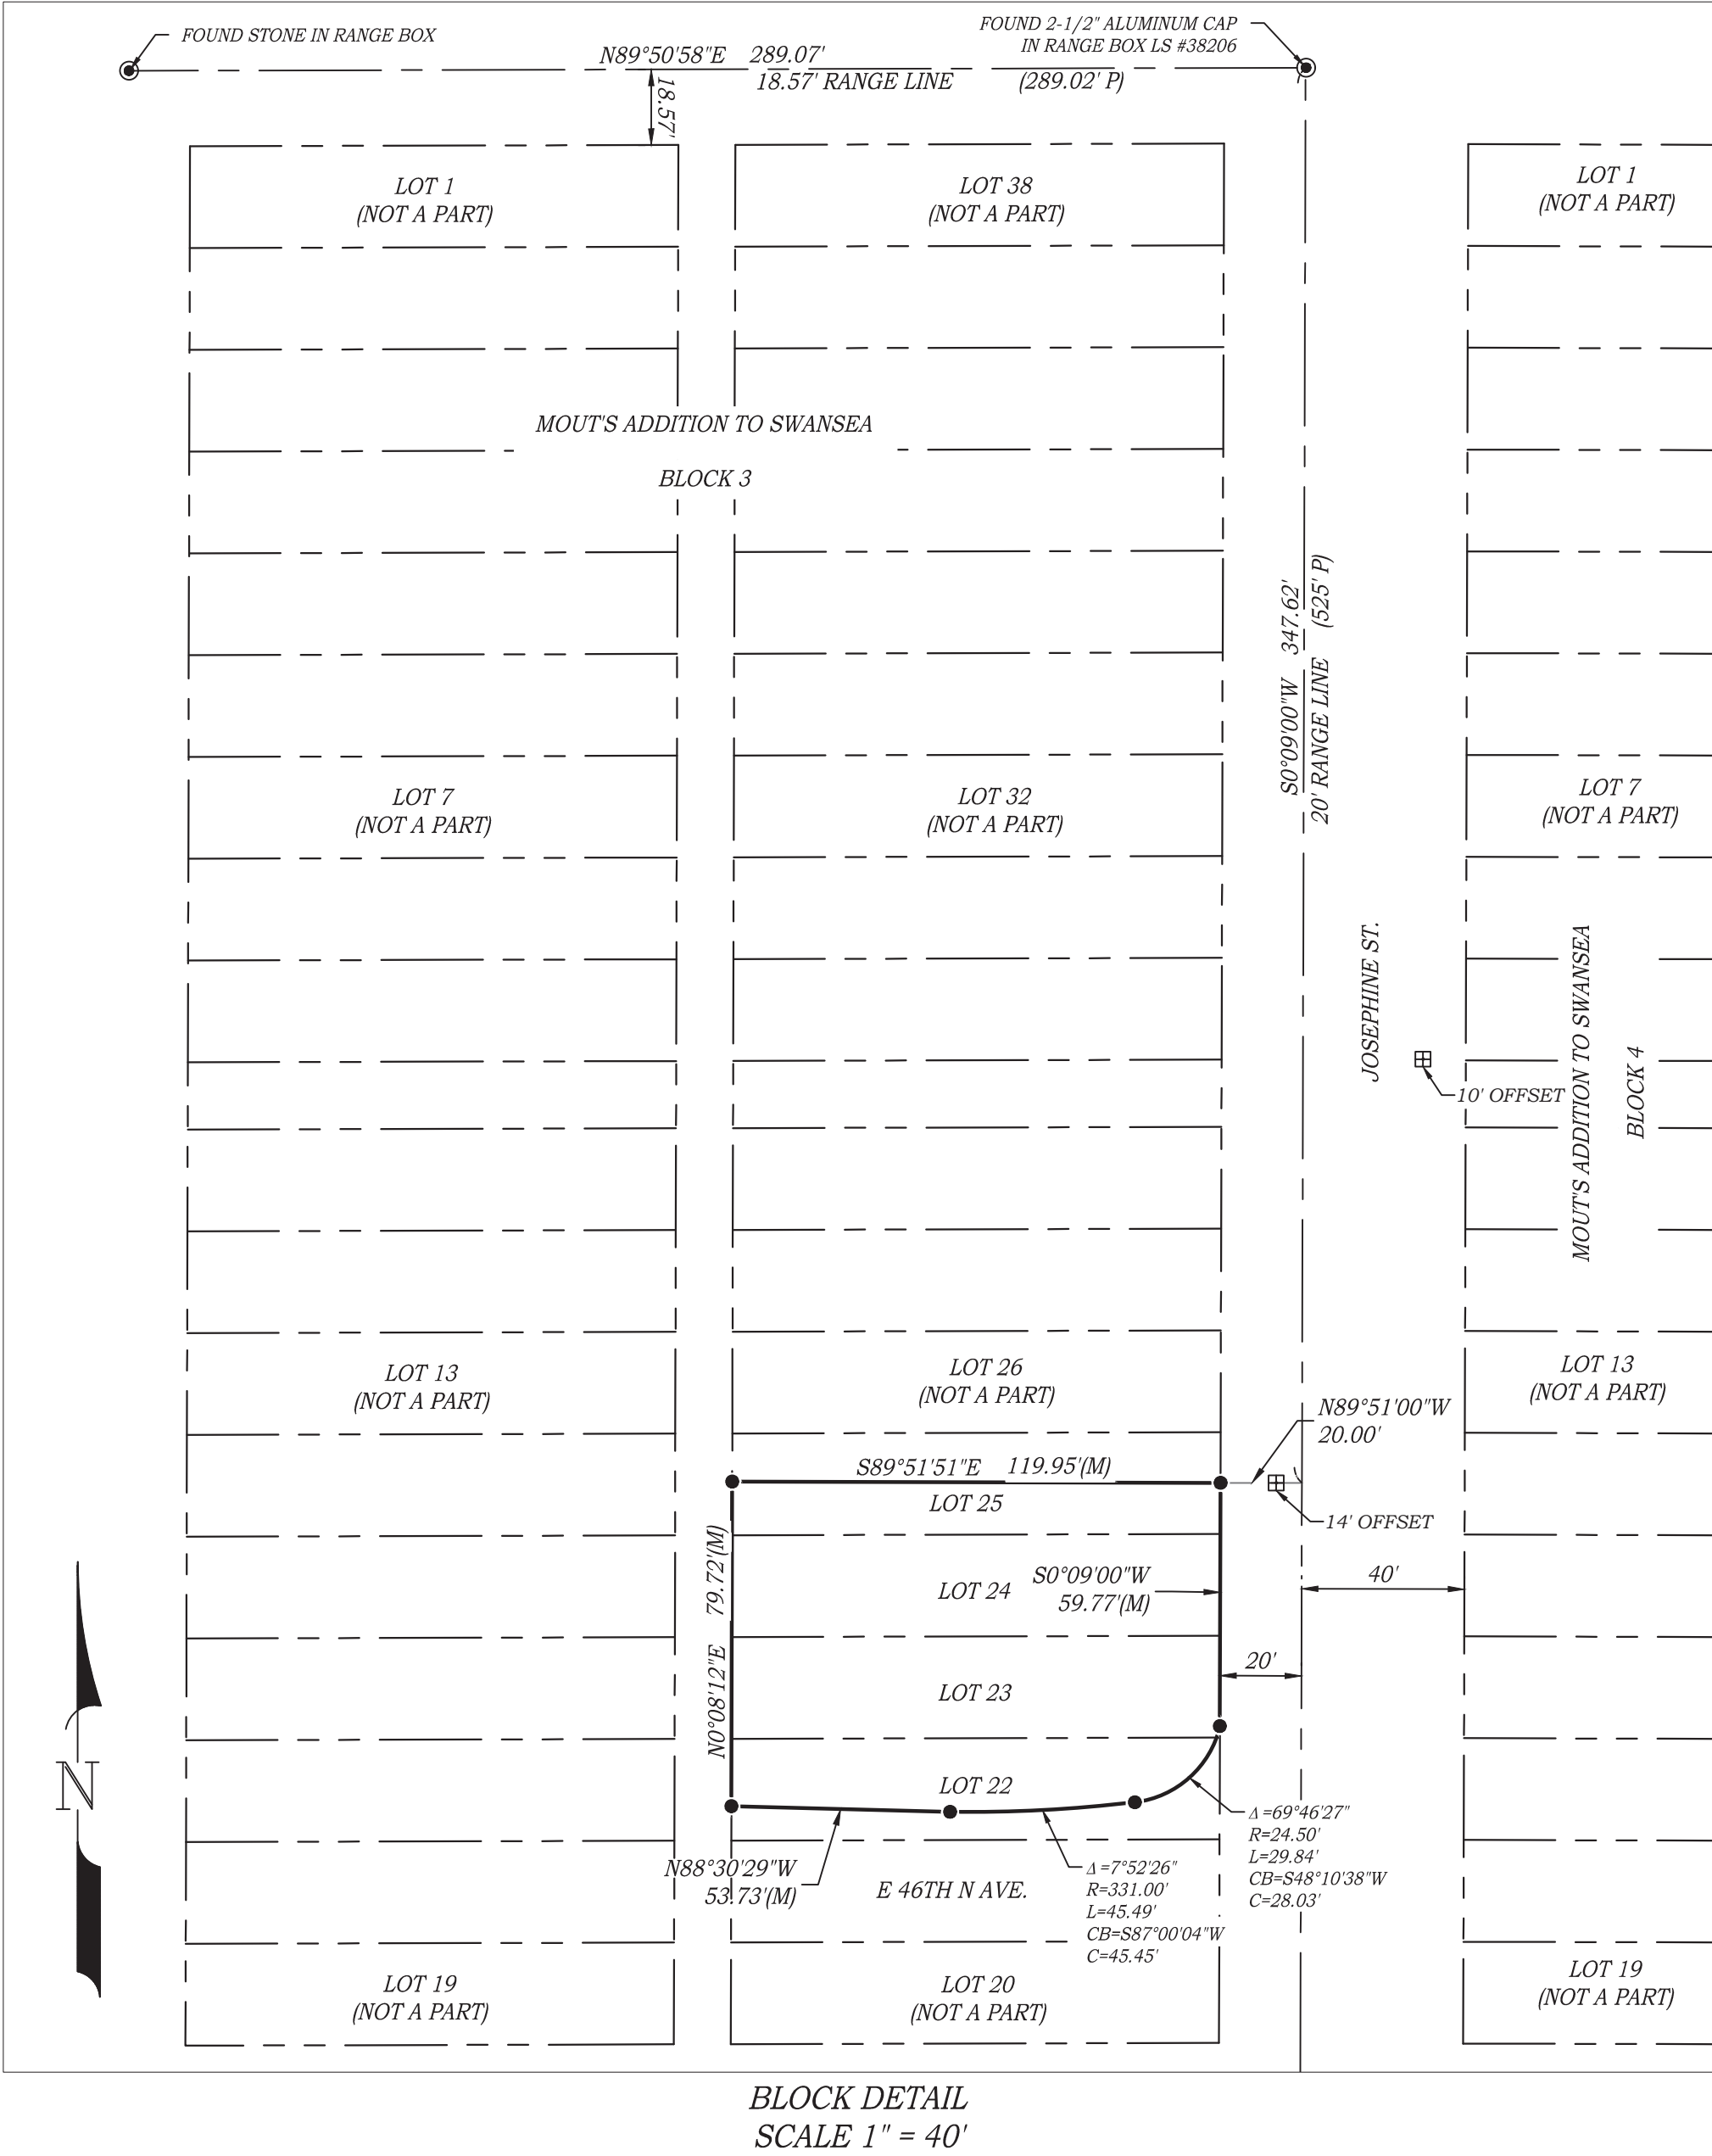 FOUND STONE IN RANGE BOX
FOUND 2-1/2" ALUMINUM CAP
IN RANGE BOX LS #38206
N89°50'58"E 289.07'
18.57' RANGE LINE (289.02' P)
18.57'
LOT 1
(NOT A PART)
LOT 38
(NOT A PART)
LOT 1
(NOT A PART)
MOUT'S ADDITION TO SWANSEA
BLOCK 3
S0°09'00"W 347.62'
20' RANGE LINE (525' P)
LOT 7
(NOT A PART)
LOT 32
(NOT A PART)
LOT 7
(NOT A PART)
JOSEPHINE ST.
10' OFFSET
MOUT'S ADDITION TO SWANSEA
BLOCK 4
LOT 13
(NOT A PART)
LOT 26
(NOT A PART)
LOT 13
(NOT A PART)
N89°51'00"W
20.00'
S89°51'51"E 119.95'(M)
LOT 25
14' OFFSET
N0°08'12"E 79.72'(M)
LOT 24
S0°09'00"W
59.77'(M)
40'
20'
LOT 23
N
LOT 22
Δ=69°46'27"
R=24.50'
L=29.84'
CB=S48°10'38"W
C=28.03'
N88°30'29"W
53.73'(M)
E 46TH N AVE.
Δ=7°52'26"
R=331.00'
L=45.49'
CB=S87°00'04"W
C=45.45'
LOT 19
(NOT A PART)
LOT 20
(NOT A PART)
LOT 19
(NOT A PART)
BLOCK DETAIL
SCALE 1" = 40'